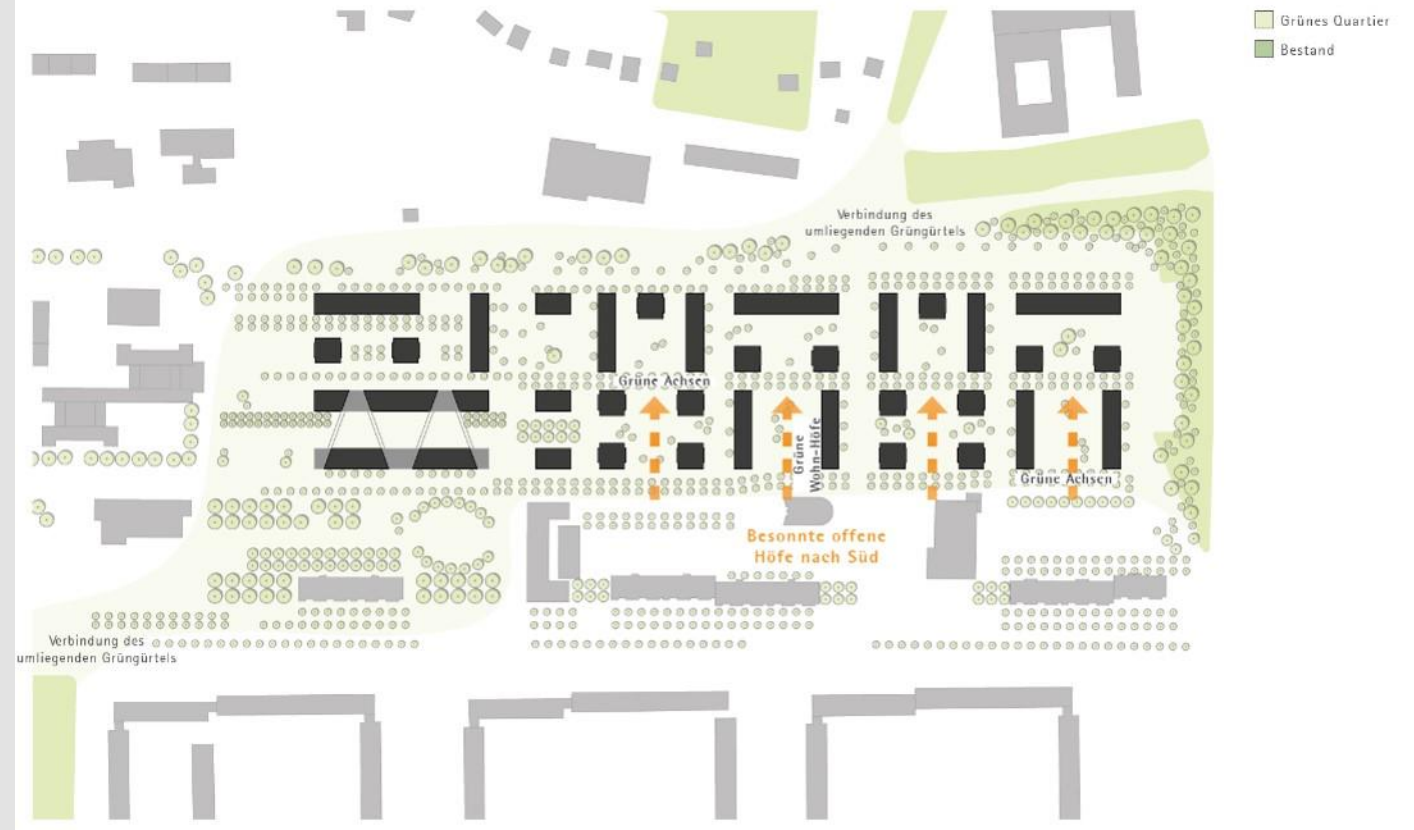 Grünes Quartier
Bestand
Verbindung des
umliegenden Grüngürtels
Grüne Achsen
Grüne
Wohn-Höfe
Grüne Achsen
Besonnte offene
Höfe nach Süd
Verbindung des
umliegenden Grüngürtels